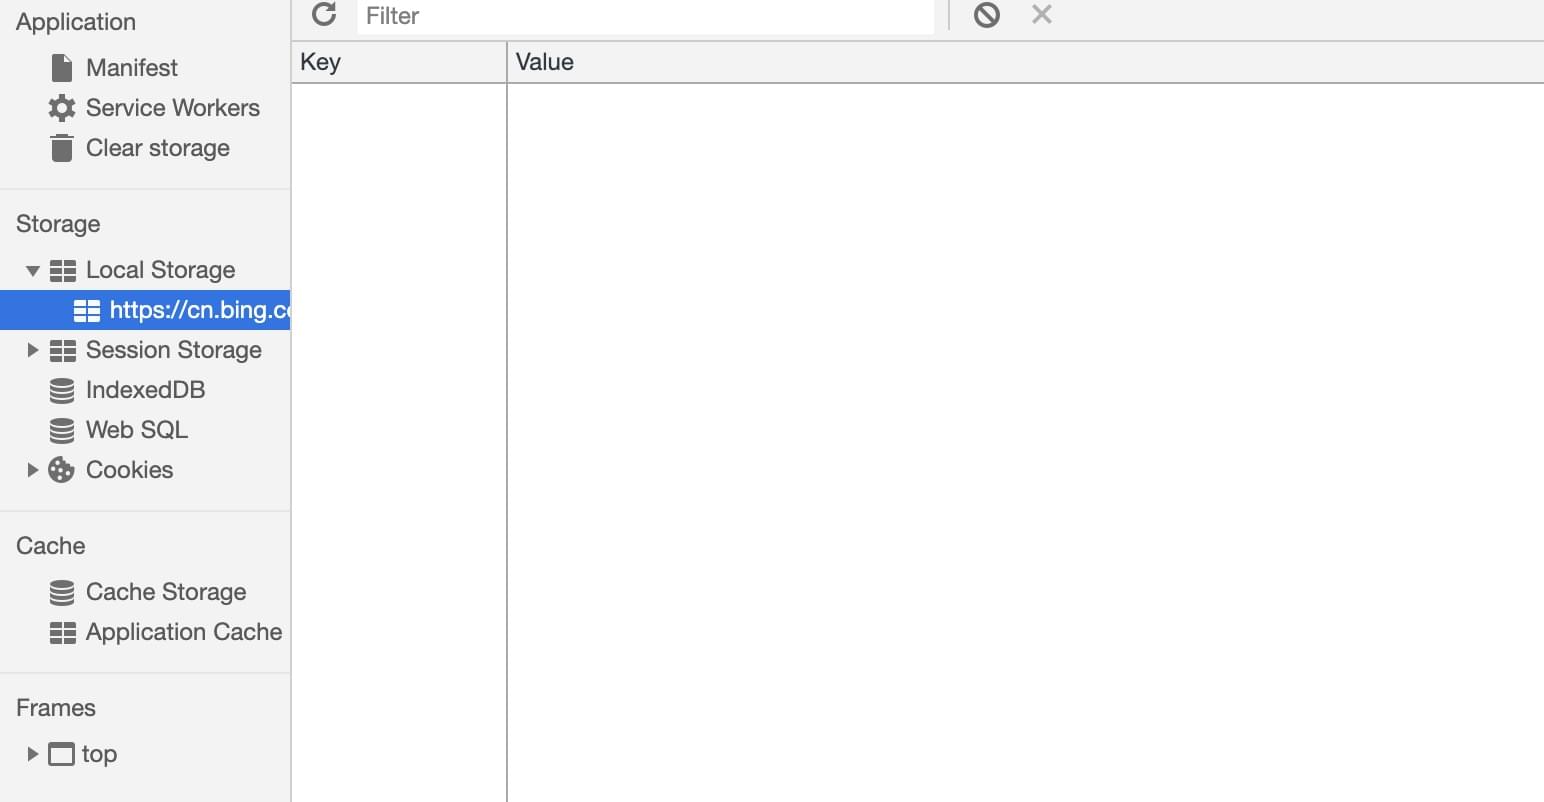 Application
Manifest
Service Workers
Clear storage
Storage
Local Storage
https://cn.bing.c
Session Storage
IndexedDB
Web SQL
Cookies
Cache
Cache Storage
Application Cache
Frames
top
Filter
Key Value